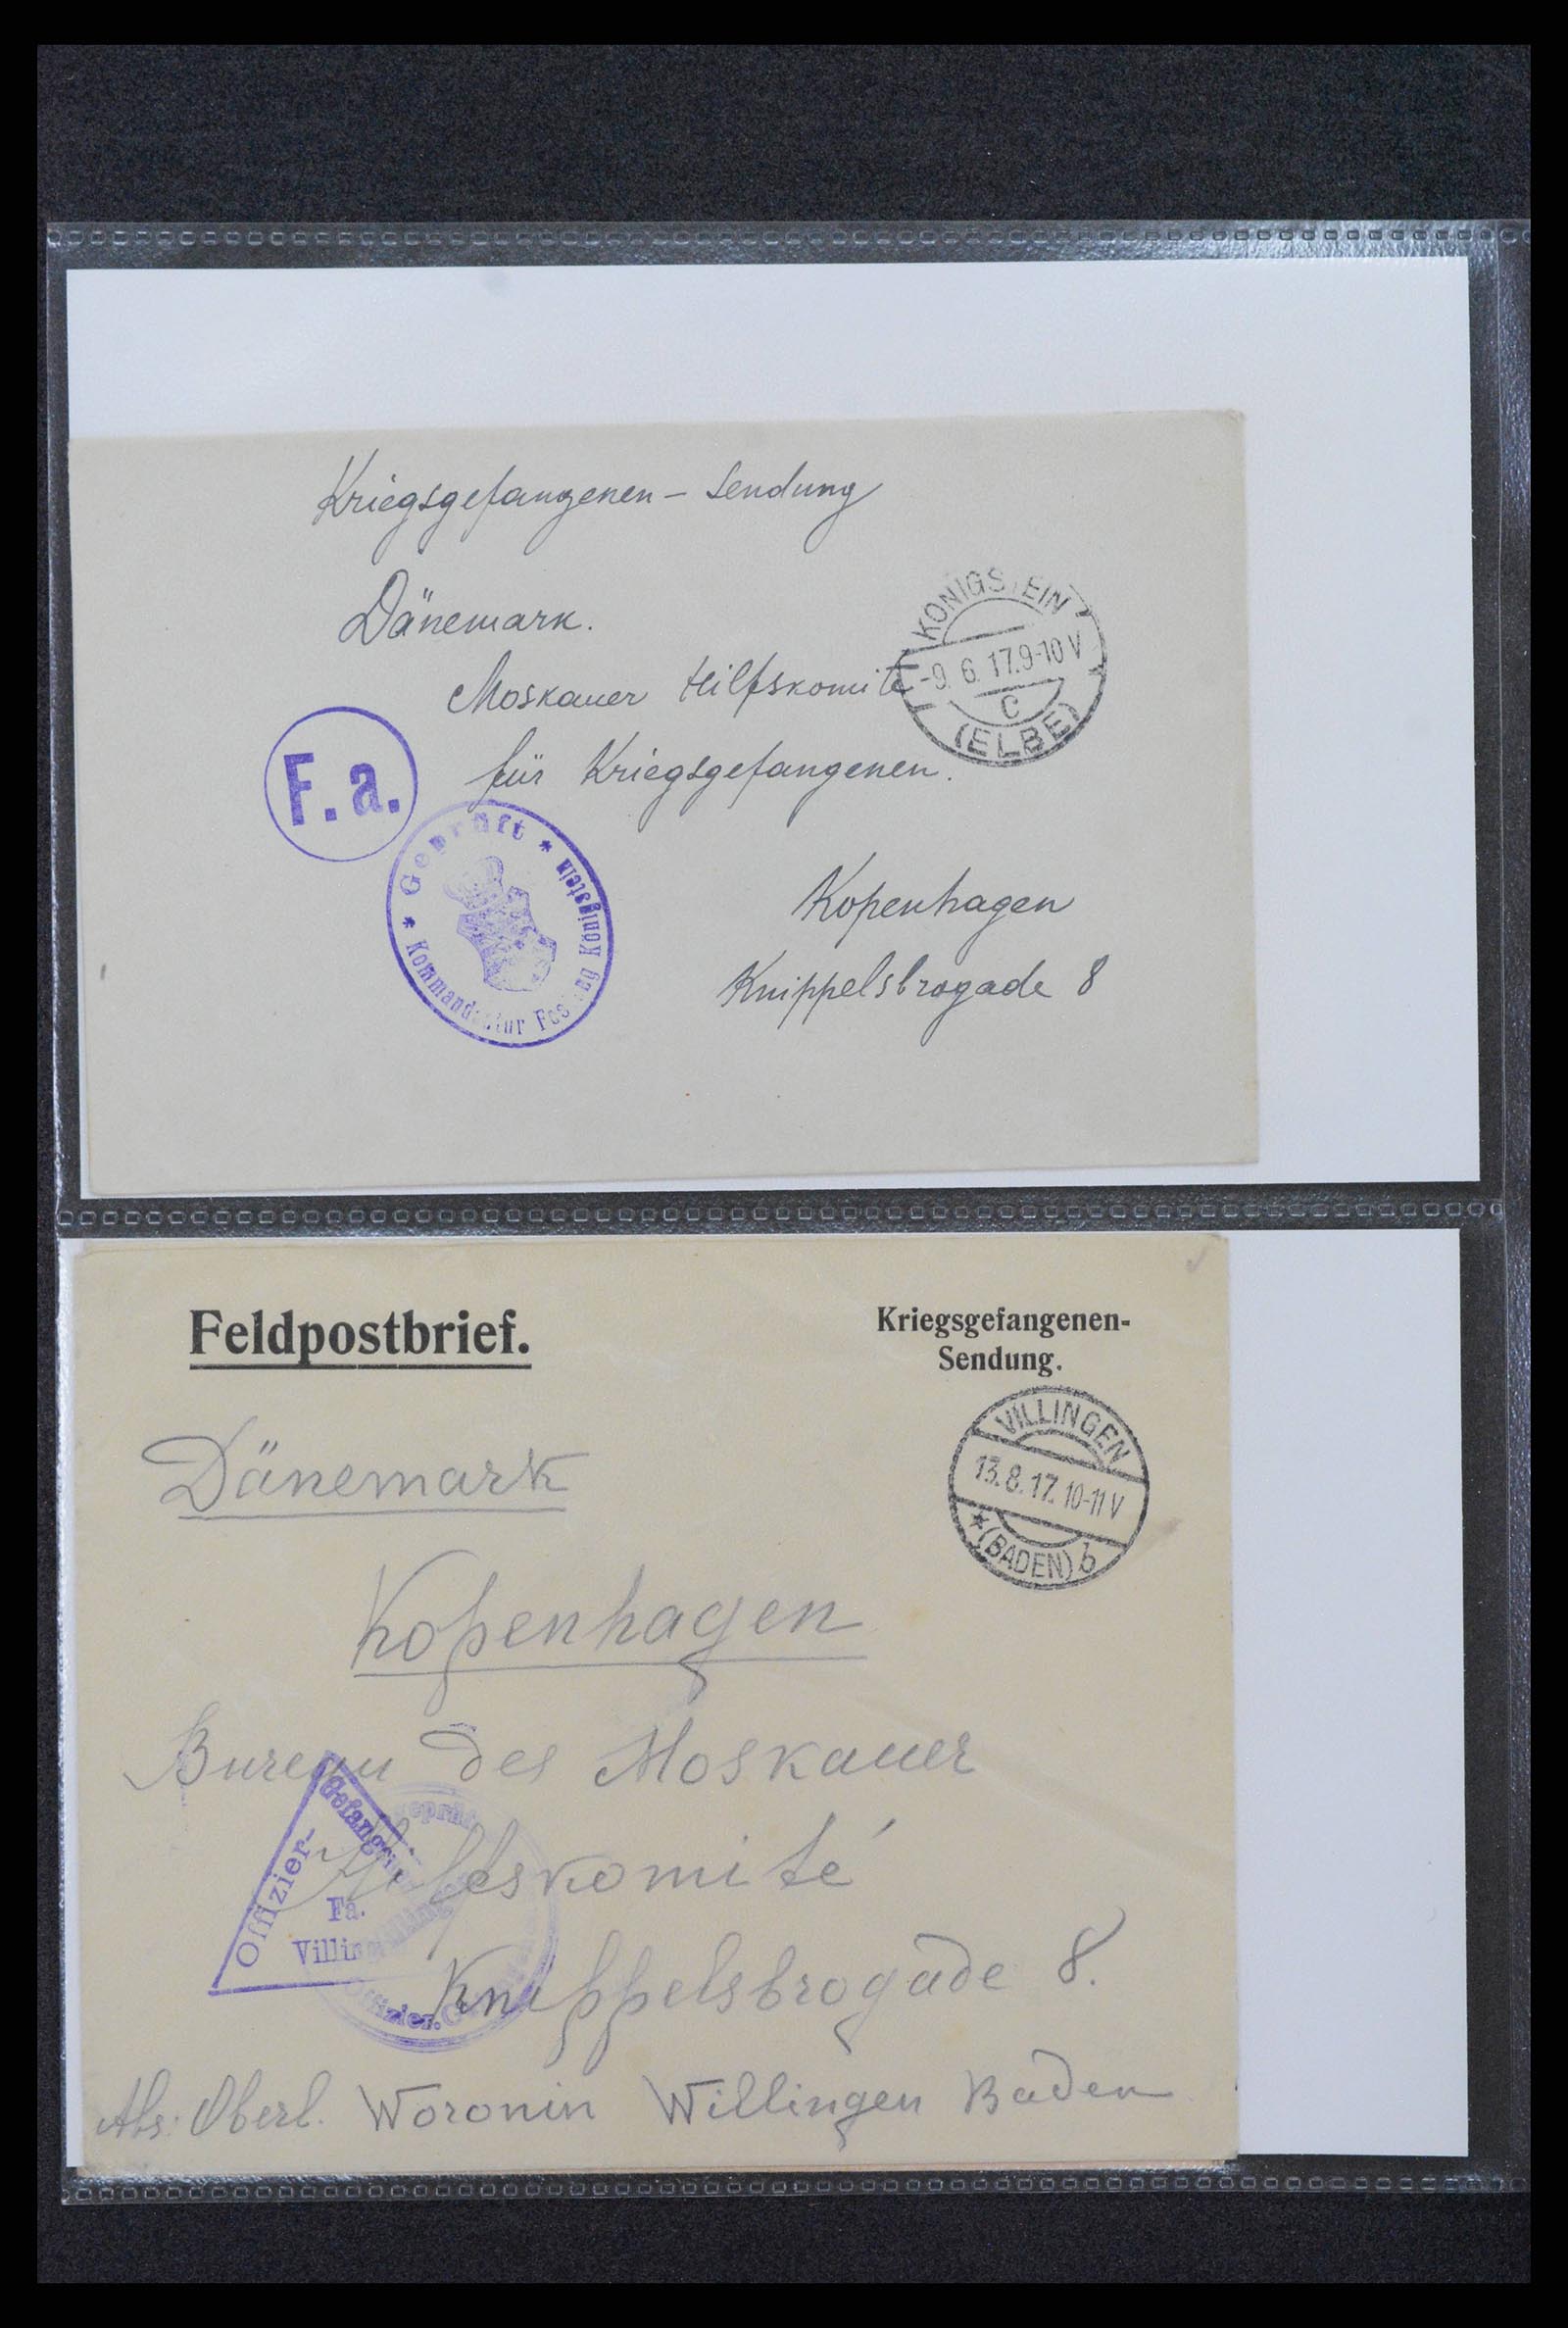 Kriegsgefangenen - Sendung
Dänemark.
Moskauer Hilfskomite
für Kriegsgefangenen.
Kopenhagen
Knippelsbrogade 8
KÖNIGSTEIN
-9. 6. 17. 9-10 V
C
(ELBE)
F. a.
* Geprüft *
Kommandantur Festung Königstein
Feldpostbrief.
Kriegsgefangenen-
Sendung.
VILLINGEN
13. 8. 17. 10-11 V
* (BADEN) b
Dänemark
Kopenhagen
Bureau des Moskauer
Hilfskomité
Knippelsbrogade 8.
Offizier-
Fa.
Abs: Oberl. Woronin Willingen Baden